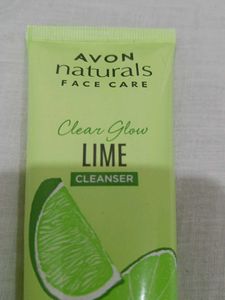 AVON
naturals
FACE CARE
Clear Glow
LIME
CLEANSER